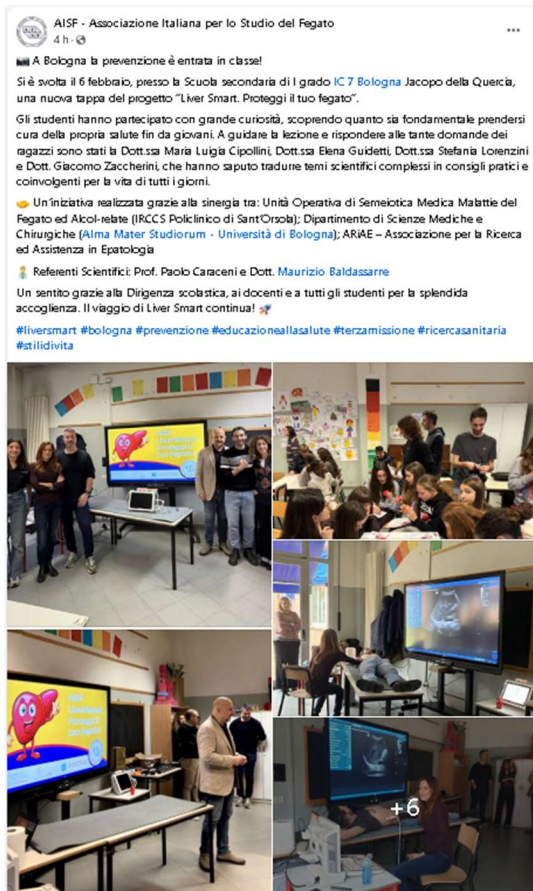 AISF - Associazione Italiana per lo Studio del Fegato
4 h
A Bologna la prevenzione è entrata in classe!
Si è svolta il 6 febbraio, presso la Scuola secondaria di I grado IC 7 Bologna Jacopo della Quercia,
una nuova tappa del progetto "Liver Smart. Proteggi il tuo fegato".
Gli studenti hanno partecipato con grande curiosità, scoprendo quanto sia fondamentale prendersi
cura della propria salute fin da giovani. A guidare la lezione e rispondere alle tante domande dei
ragazzi sono stati la Dott.ssa Maria Luigia Cipollini, Dott.ssa Elena Guidetti, Dott.ssa Stefania Lorenzini
e Dott. Giacomo Zaccherini, che hanno saputo tradurre temi scientifici complessi in consigli pratici e
coinvolgenti per la vita di tutti i giorni.
Un'iniziativa realizzata grazie alla sinergia tra: Unità Operativa di Semeiotica Medica Malattie del
Fegato ed Alcol-relate (IRCCS Policlinico di Sant'Orsola); Dipartimento di Scienze Mediche e
Chirurgiche (Alma Mater Studiorum - Università di Bologna); ARiAE – Associazione per la Ricerca
ed Assistenza in Epatologia
Referenti Scientifici: Prof. Paolo Caraceni e Dott. Maurizio Baldassarre
Un sentito grazie alla Dirigenza scolastica, ai docenti e a tutti gli studenti per la splendida
accoglienza. Il viaggio di Liver Smart continua!
#liversmart #bologna #prevenzione #educazioneallasalute #terzamissione #ricercasanitaria
#stilidivita
+6